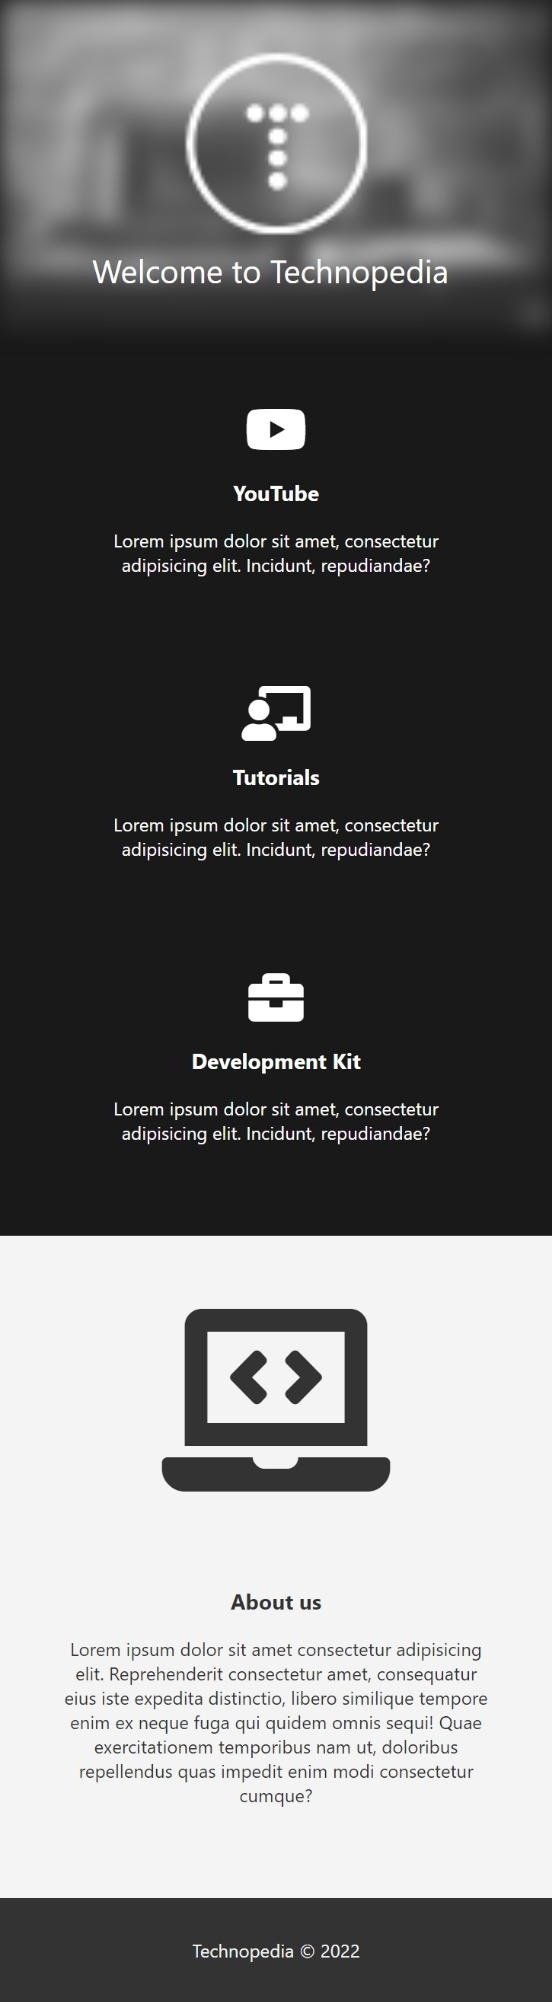 T
Welcome to Technopedia
YouTube
Lorem ipsum dolor sit amet, consectetur
adipisicing elit. Incidunt, repudiandae?
Tutorials
Lorem ipsum dolor sit amet, consectetur
adipisicing elit. Incidunt, repudiandae?
Development Kit
Lorem ipsum dolor sit amet, consectetur
adipisicing elit. Incidunt, repudiandae?
About us
Lorem ipsum dolor sit amet consectetur adipisicing
elit. Reprehenderit consectetur amet, consequatur
eius iste expedita distinctio, libero similique tempore
enim ex neque fuga qui quidem omnis sequi! Quae
exercitationem temporibus nam ut, doloribus
repellendus quas impedit enim modi consectetur
cumque?
Technopedia © 2022